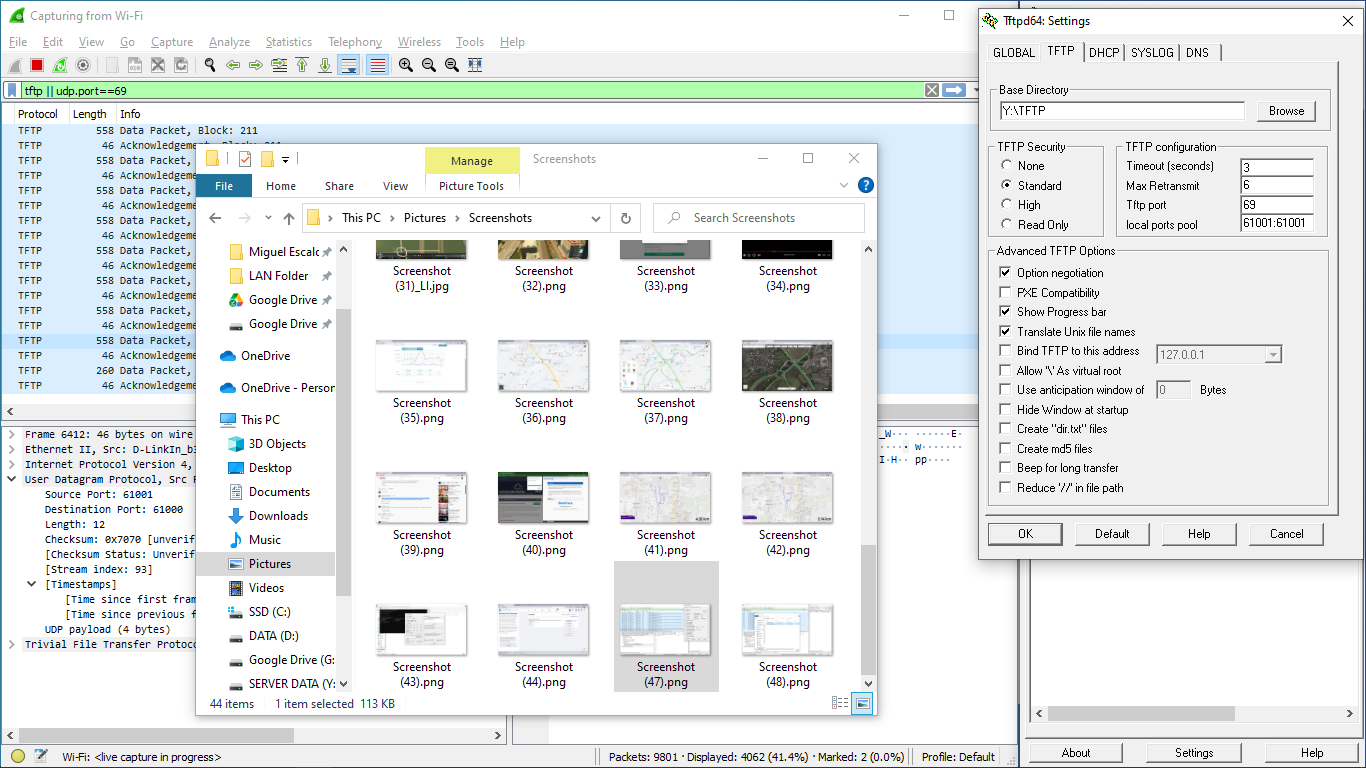 Capturing from Wi-Fi
File Edit View Go Capture Analyze Statistics Telephony Wireless Tools Help
tftp || udp.port==69
Protocol Length Info
TFTP 558 Data Packet, Block: 211
TFTP 46 Acknowledgement, Block: 211
TFTP 558 Data Packet,
TFTP 46 Acknowledgeme
TFTP 558 Data Packet,
TFTP 46 Acknowledgeme
TFTP 558 Data Packet,
TFTP 46 Acknowledgeme
TFTP 558 Data Packet,
TFTP 46 Acknowledgeme
TFTP 558 Data Packet,
TFTP 46 Acknowledgeme
TFTP 558 Data Packet,
TFTP 46 Acknowledgeme
TFTP 558 Data Packet,
TFTP 46 Acknowledgeme
TFTP 260 Data Packet,
TFTP 46 Acknowledgeme
Frame 6412: 46 bytes on wire
Ethernet II, Src: D-LinkIn_b3
Internet Protocol Version 4,
User Datagram Protocol, Src P
Source Port: 61001
Destination Port: 61000
Length: 12
Checksum: 0x7070 [unverif
[Checksum Status: Unverif
[Stream index: 93]
[Timestamps]
[Time since first fram
[Time since previous f
UDP payload (4 bytes)
Trivial File Transfer Protoco
_W·· ······E·
· w·······
I·H·· pp····
Wi-Fi: <live capture in progress>
Packets: 9801 · Displayed: 4062 (41.4%) · Marked: 2 (0.0%)
Profile: Default
Manage
Screenshots
File Home Share View Picture Tools
This PC > Pictures > Screenshots
Search Screenshots
Miguel Escalc
LAN Folder
Google Drive
Google Drive
OneDrive
OneDrive - Person
This PC
3D Objects
Desktop
Documents
Downloads
Music
Pictures
Videos
SSD (C:)
DATA (D:)
Google Drive (G:
SERVER DATA (Y:
Screenshot (31)_LI.jpg
Screenshot (32).png
Screenshot (33).png
Screenshot (34).png
Screenshot (35).png
Screenshot (36).png
Screenshot (37).png
Screenshot (38).png
Screenshot (39).png
Screenshot (40).png
Screenshot (41).png
Screenshot (42).png
Screenshot (43).png
Screenshot (44).png
Screenshot (47).png
Screenshot (48).png
44 items 1 item selected 113 KB
Tftpd64: Settings
GLOBAL TFTP DHCP SYSLOG DNS
Base Directory
Y:\TFTP
Browse
TFTP Security
None
Standard
High
Read Only
TFTP configuration
Timeout (seconds) 3
Max Retransmit 6
Tftp port 69
local ports pool 61001:61001
Advanced TFTP Options
Option negotiation
PXE Compatibility
Show Progress bar
Translate Unix file names
Bind TFTP to this address 127.0.0.1
Allow '\' As virtual root
Use anticipation window of 0 Bytes
Hide Window at startup
Create "dir.txt" files
Create md5 files
Beep for long transfer
Reduce '//' in file path
OK Default Help Cancel
About Settings Help